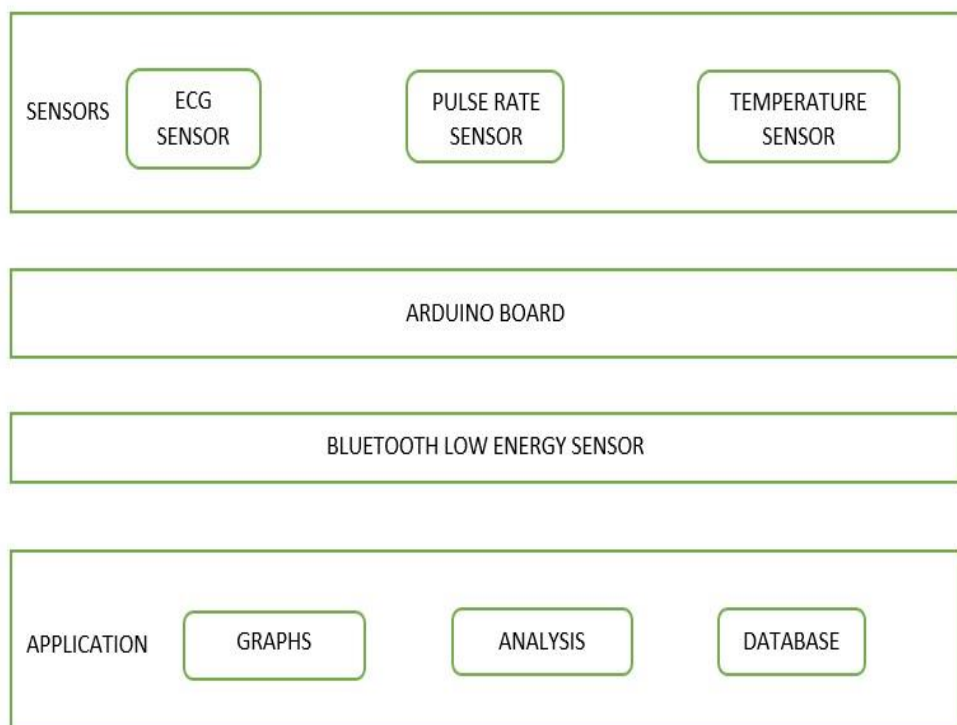 SENSORS
ECG
SENSOR
PULSE RATE
SENSOR
TEMPERATURE
SENSOR
ARDUINO BOARD
BLUETOOTH LOW ENERGY SENSOR
APPLICATION
GRAPHS
ANALYSIS
DATABASE